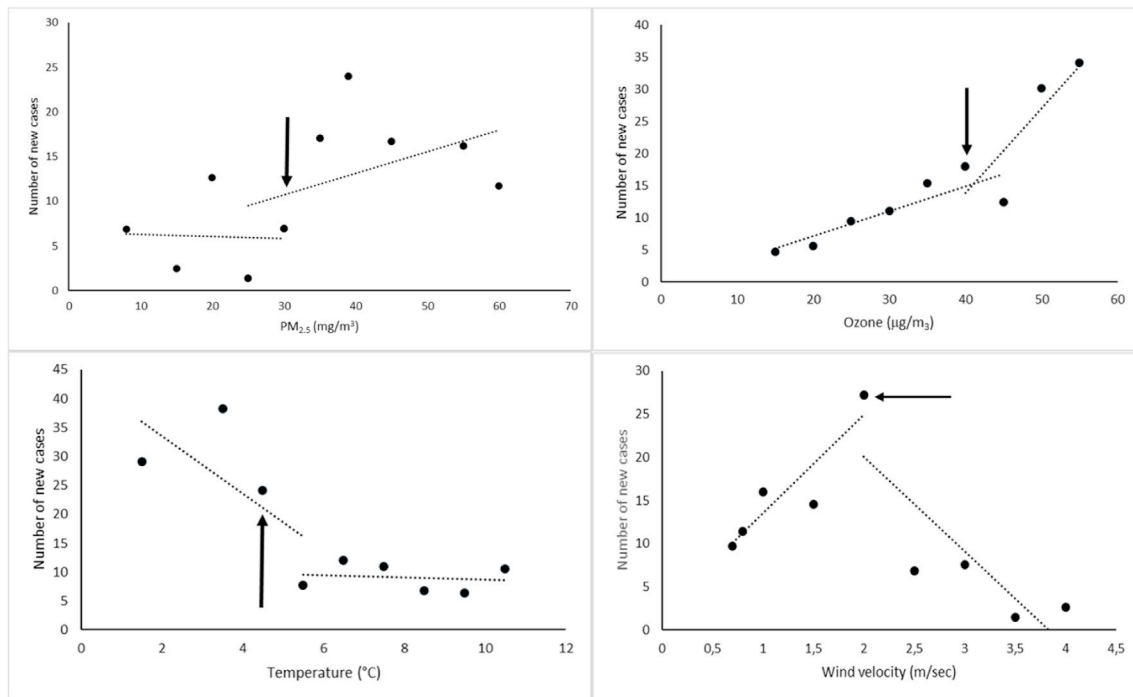 Number of new cases
30
25
20
15
10
5
0
0 10 20 30 40 50 60 70
PM2.5 (mg/m³)
Number of new cases
40
35
30
25
20
15
10
5
0
0 10 20 30 40 50 60
Ozone (μg/m₃)
Number of new cases
45
40
35
30
25
20
15
10
5
0
0 2 4 6 8 10 12
Temperature (°C)
Number of new cases
30
25
20
15
10
5
0
0 0,5 1 1,5 2 2,5 3 3,5 4 4,5
Wind velocity (m/sec)